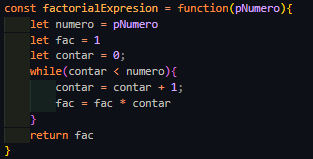 const factorialExpresion = function(pNumero){
    let numero = pNumero
    let fac = 1
    let contar = 0;
    while(contar < numero){
        contar = contar + 1;
        fac = fac * contar
    }
    return fac
}